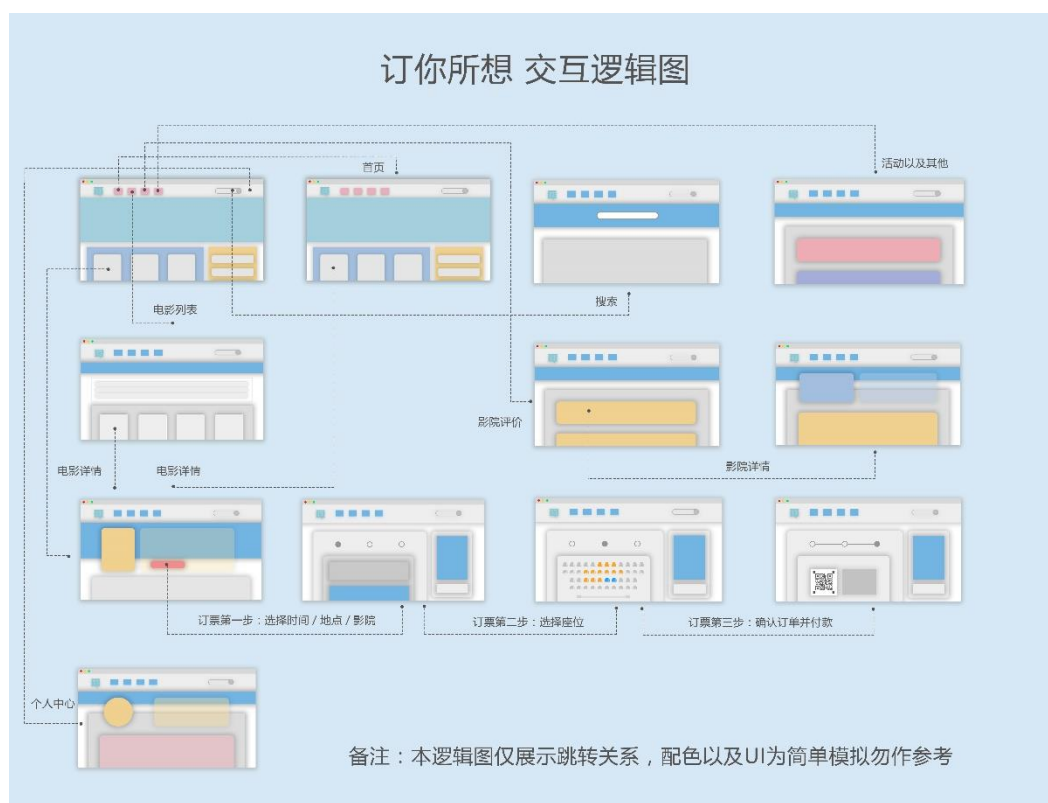 订你所想 交互逻辑图
首页
活动以及其他
电影列表
搜索
影院评价
电影详情
电影详情
影院详情
订票第一步：选择时间 / 地点 / 影院
订票第二步：选择座位
订票第三步：确认订单并付款
个人中心
备注：本逻辑图仅展示跳转关系，配色以及UI为简单模拟勿作参考